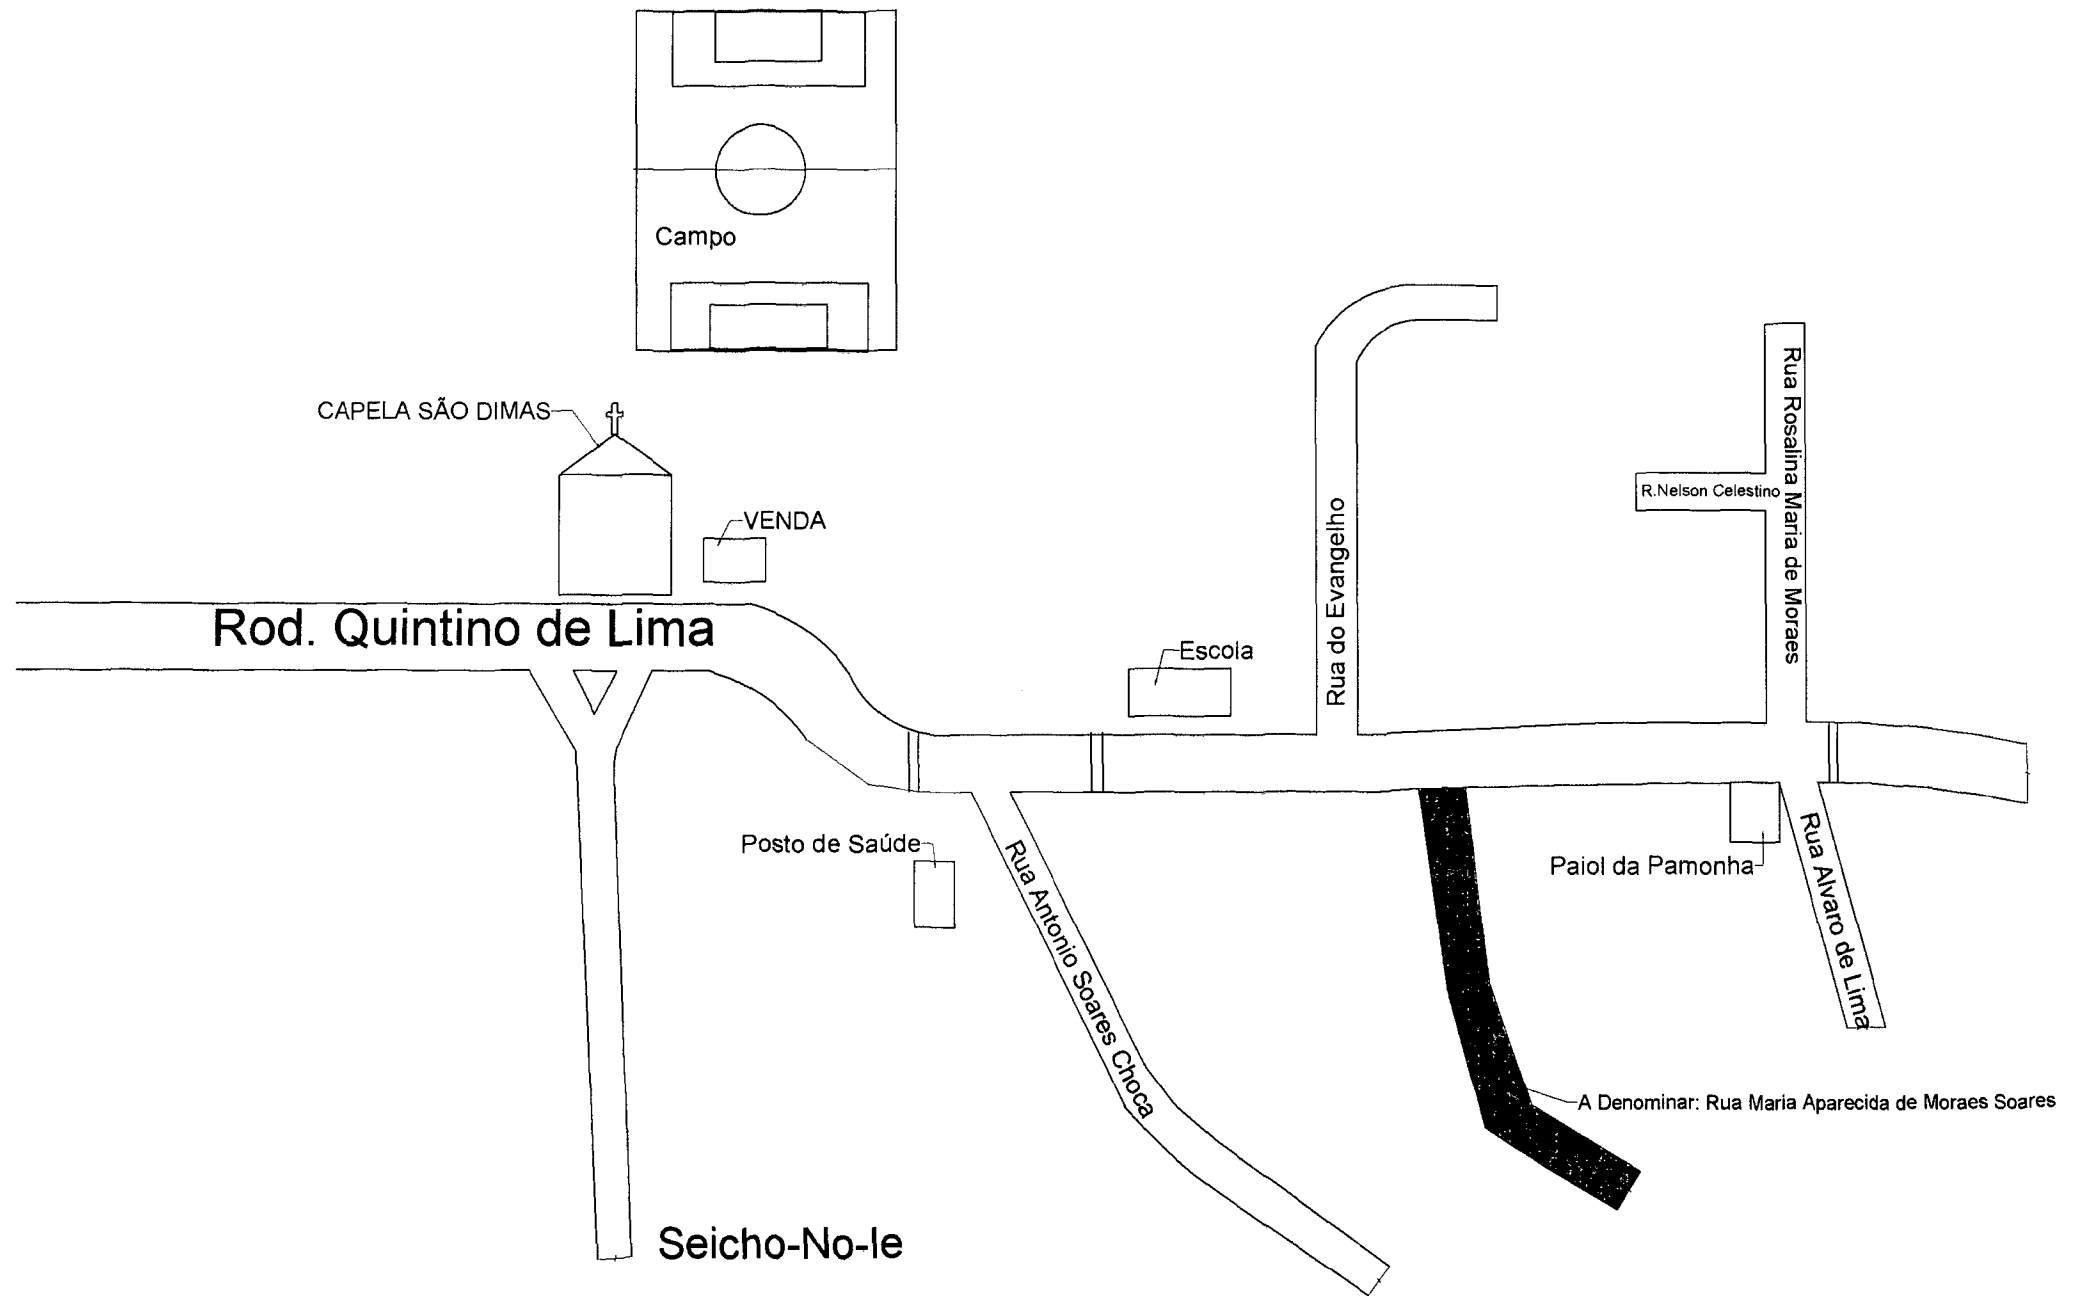 Campo
CAPELA SÃO DIMAS
VENDA
Rod. Quintino de Lima
Escola
Rua do Evangelho
R.Nelson Celestino
Rua Rosalina Maria de Moraes
Posto de Saúde
Rua Antonio Soares Choca
Paiol da Pamonha
Rua Alvaro de Lima
A Denominar: Rua Maria Aparecida de Moraes Soares
Seicho-No-Ie